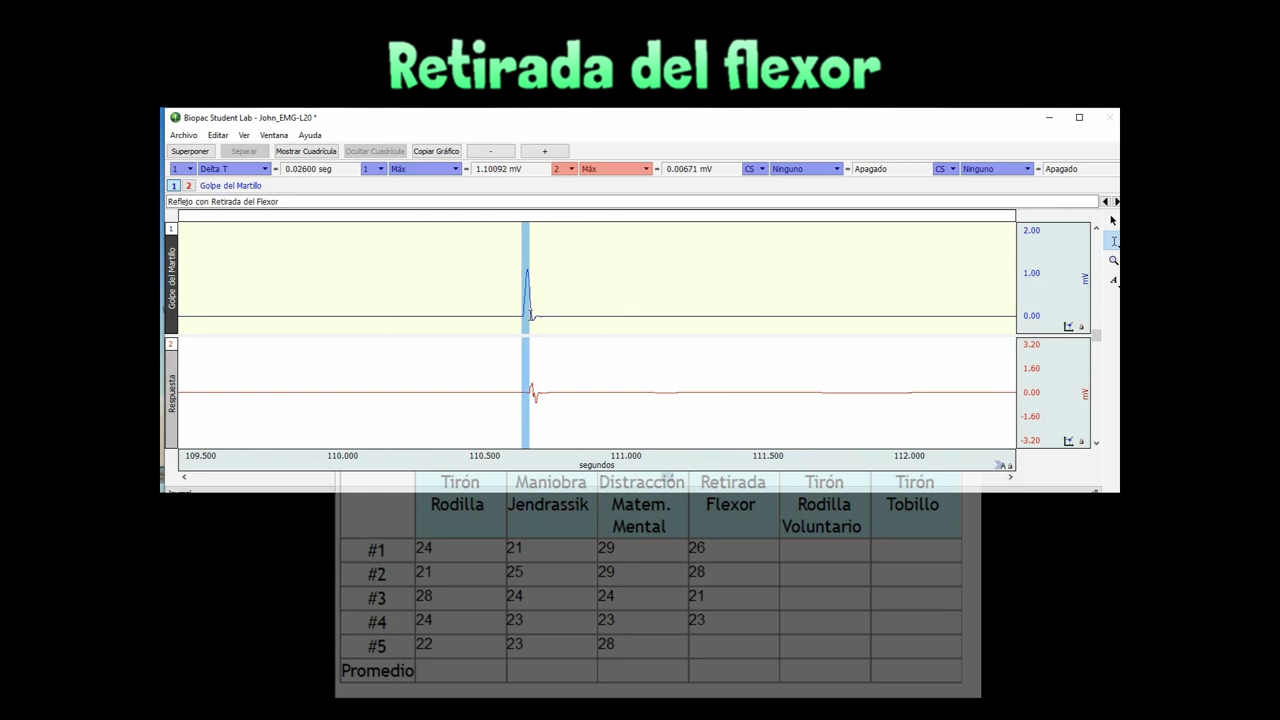 Retirada del flexor
Biopac Student Lab - John_EMG-L20 *
Archivo Editar Ver Ventana Ayuda
Superponer Separar Mostrar Cuadrícula Ocultar Cuadrícula Copiar Gráfico - +
1 Delta T = 0.02600 seg 1 Máx = 1.10092 mV 2 Máx = 0.00671 mV CS Ninguno = Apagado CS Ninguno = Apagado
1 2 Golpe del Martillo
Reflejo con Retirada del Flexor
1
Golpe del Martillo
2.00
1.00
0.00
mV
2
Respuesta
3.20
1.60
0.00
-1.60
-3.20
mV
109.500 110.000 110.500 111.000 111.500 112.000
segundos
Tirón Maniobra Distracción Retirada Tirón Tirón
Rodilla Jendrassik Matem. Flexor Rodilla Tobillo
Mental Voluntario
#1 24 21 29 26
#2 21 25 29 28
#3 28 24 24 21
#4 24 23 23 23
#5 22 23 28
Promedio